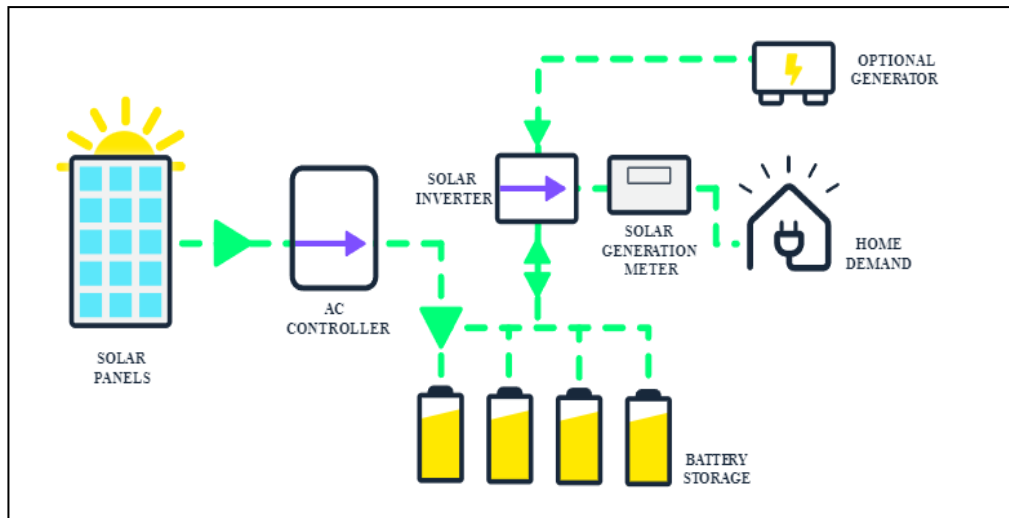 OPTIONAL
GENERATOR
SOLAR
INVERTER
SOLAR
GENERATION
METER
HOME
DEMAND
AC
CONTROLLER
SOLAR
PANELS
BATTERY
STORAGE